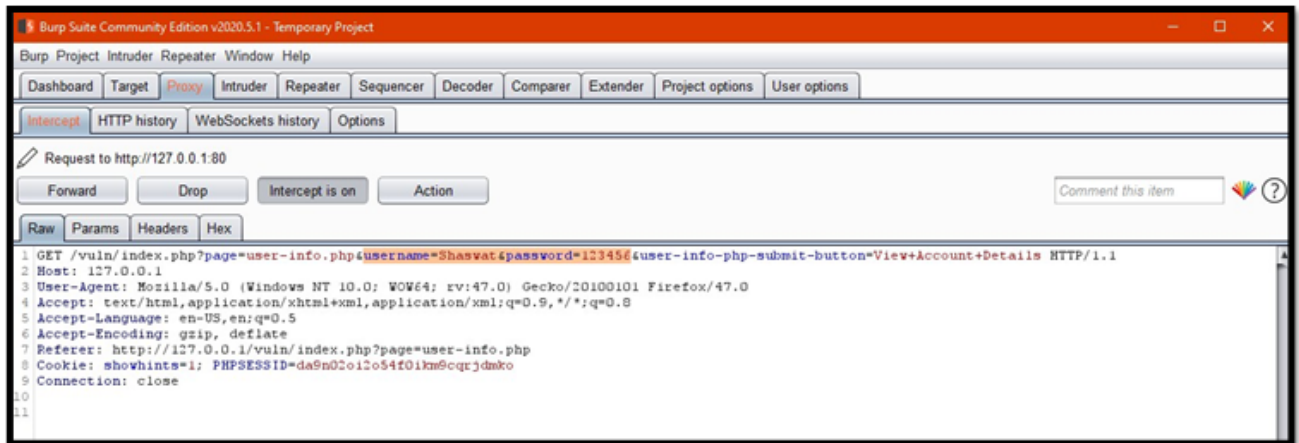 Burp Suite Community Edition v2020.5.1 - Temporary Project
Burp Project Intruder Repeater Window Help
Dashboard Target Proxy Intruder Repeater Sequencer Decoder Comparer Extender Project options User options
Intercept HTTP history WebSockets history Options
Request to http://127.0.0.1:80
Forward Drop Intercept is on Action Comment this item ?
Raw Params Headers Hex
1 GET /vuln/index.php?page=user-info.php&username=Shaswat&password=123456&user-info-php-submit-button=View+Account+Details HTTP/1.1
2 Host: 127.0.0.1
3 User-Agent: Mozilla/5.0 (Windows NT 10.0; WOW64; rv:47.0) Gecko/20100101 Firefox/47.0
4 Accept: text/html,application/xhtml+xml,application/xml;q=0.9,*/*;q=0.8
5 Accept-Language: en-US,en;q=0.5
6 Accept-Encoding: gzip, deflate
7 Referer: http://127.0.0.1/vuln/index.php?page=user-info.php
8 Cookie: showhints=1; PHPSESSID=da9n02oi2o54f0ikm9cqrjdmko
9 Connection: close
10
11